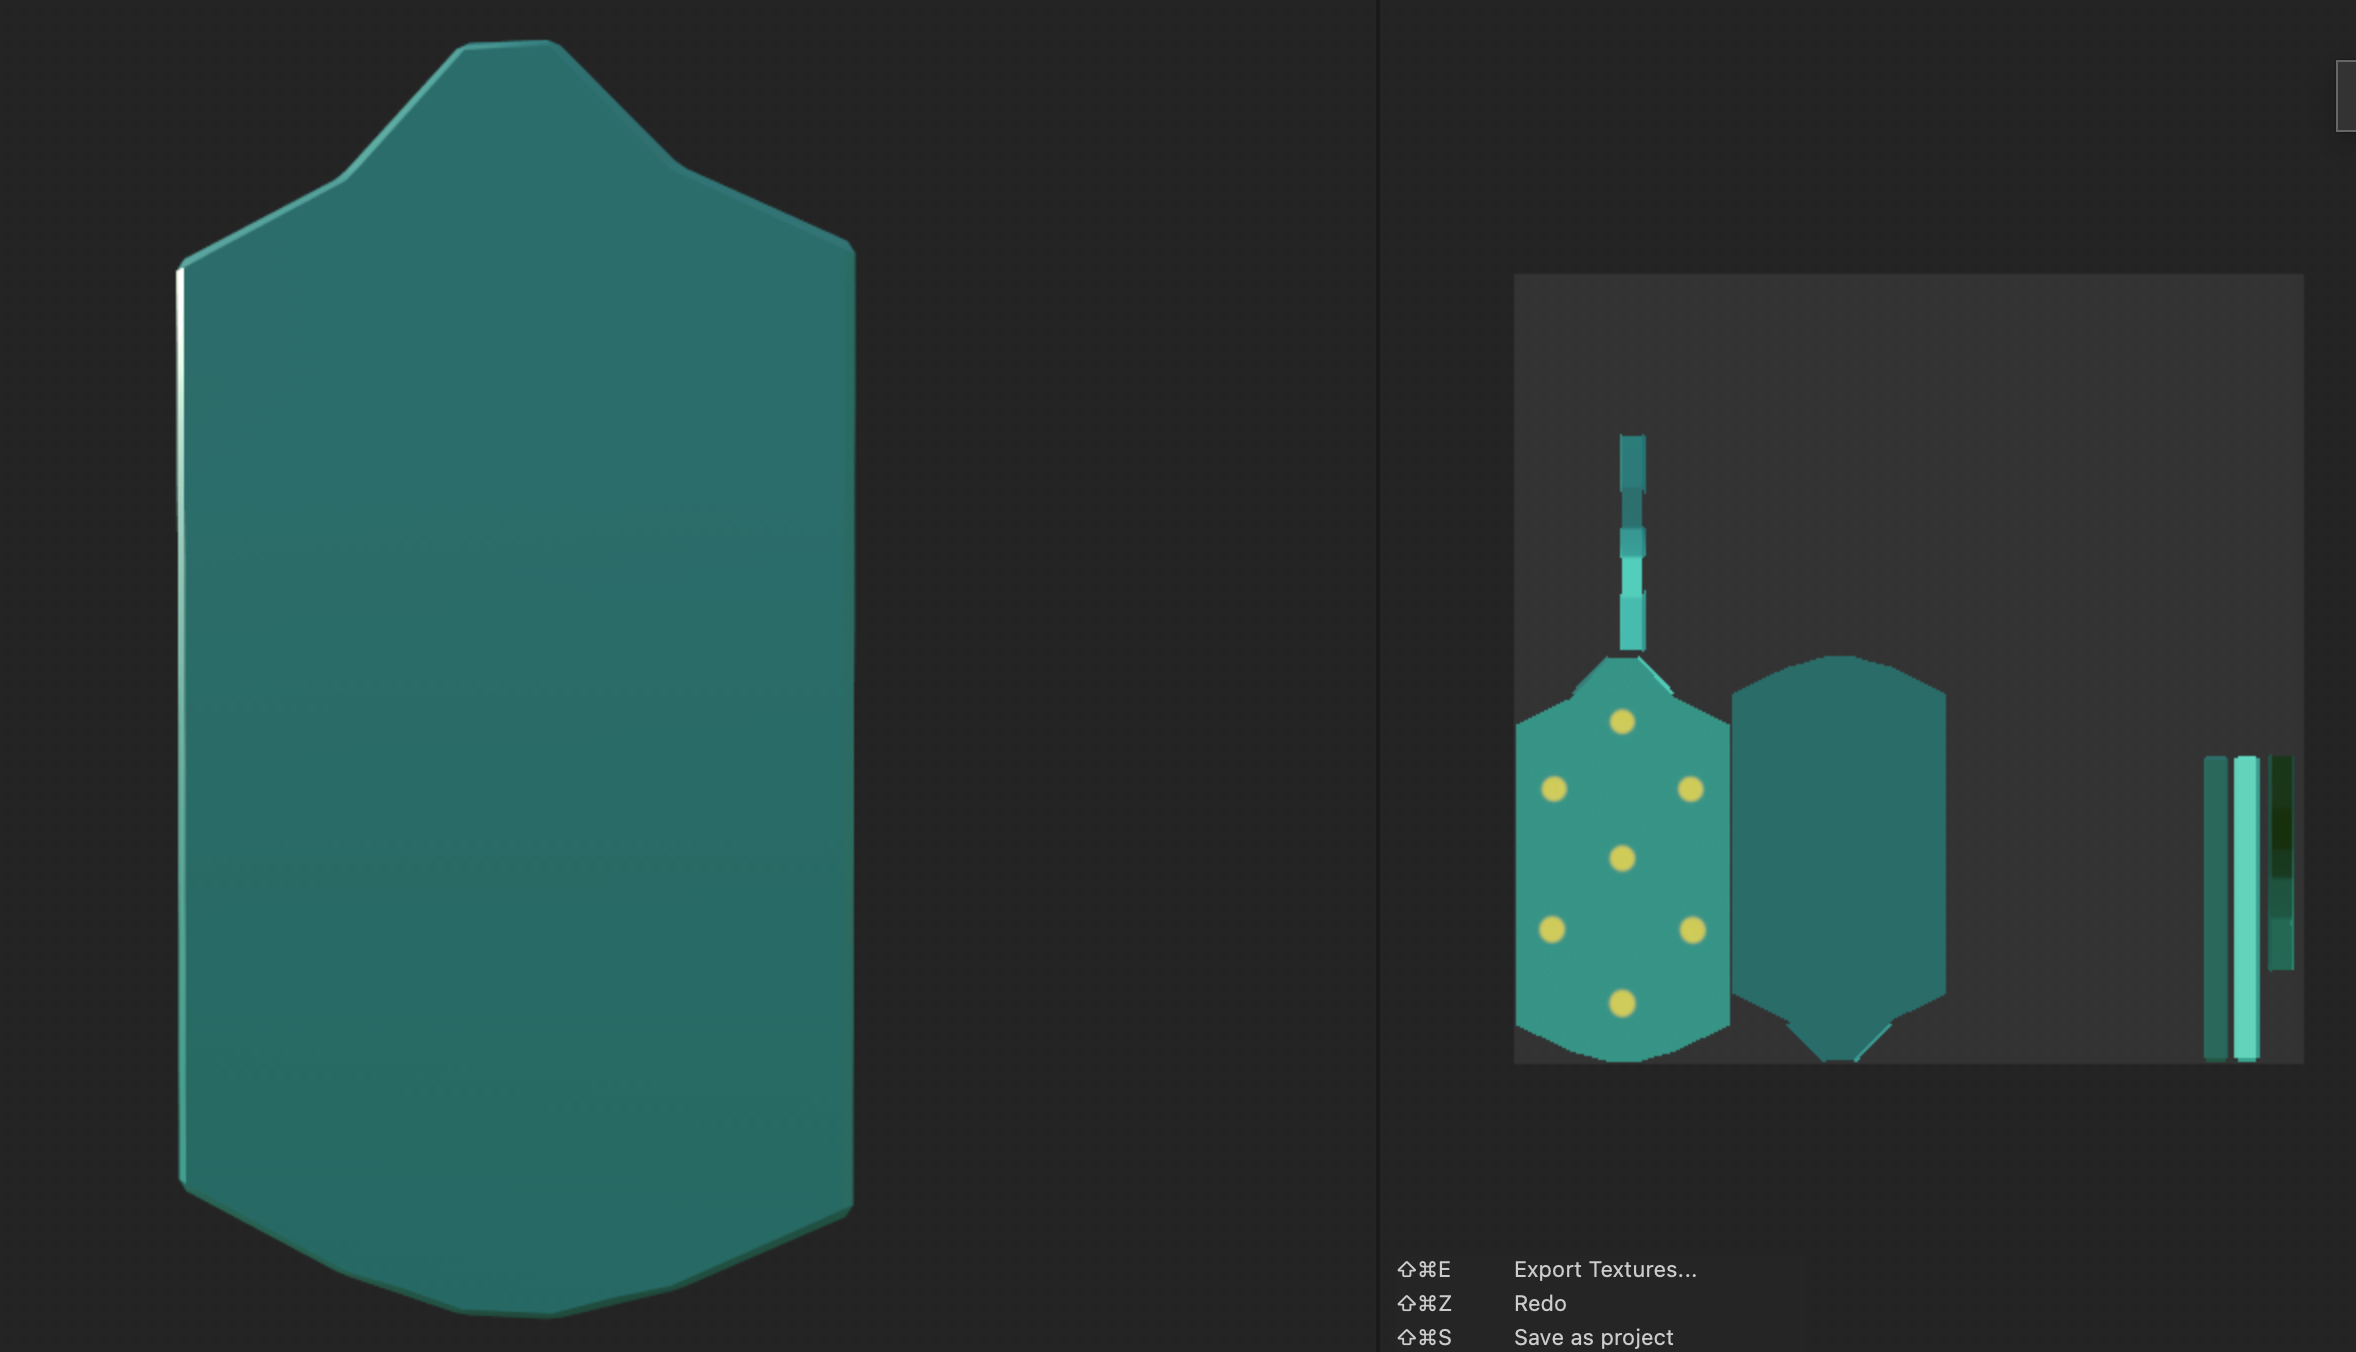 ⇧⌘E Export Textures...
⇧⌘Z Redo
⇧⌘S Save as project